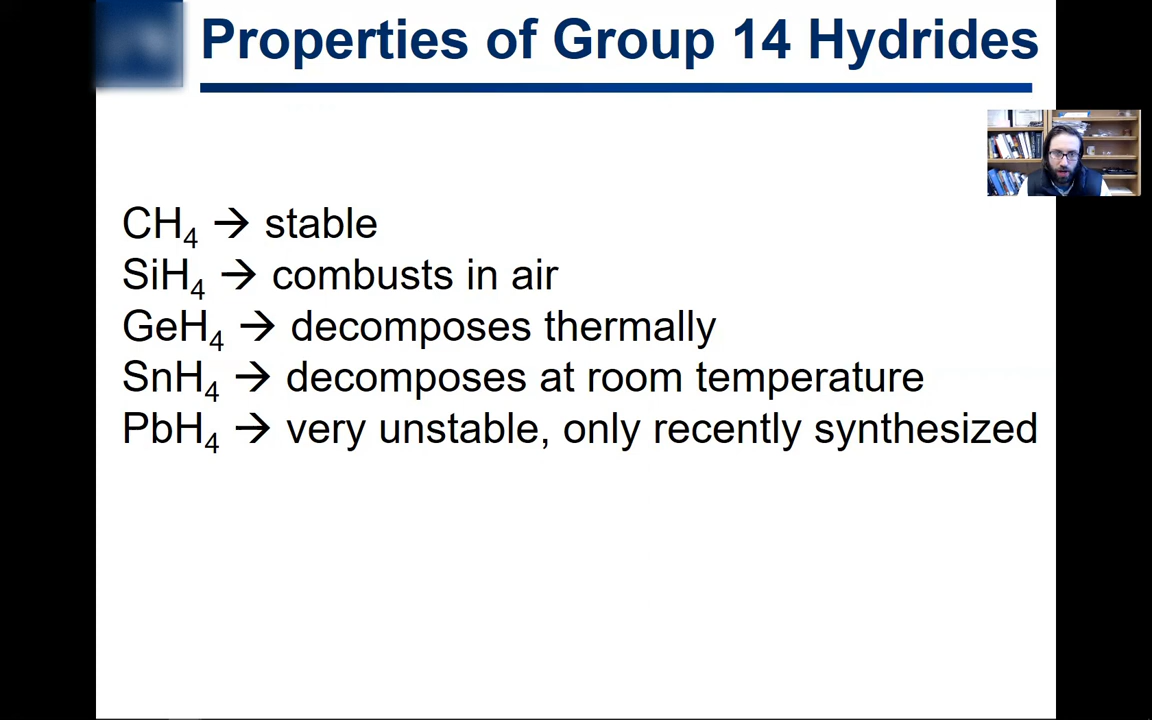 Properties of Group 14 Hydrides
CH₄ → stable
SiH₄ → combusts in air
GeH₄ → decomposes thermally
SnH₄ → decomposes at room temperature
PbH₄ → very unstable, only recently synthesized